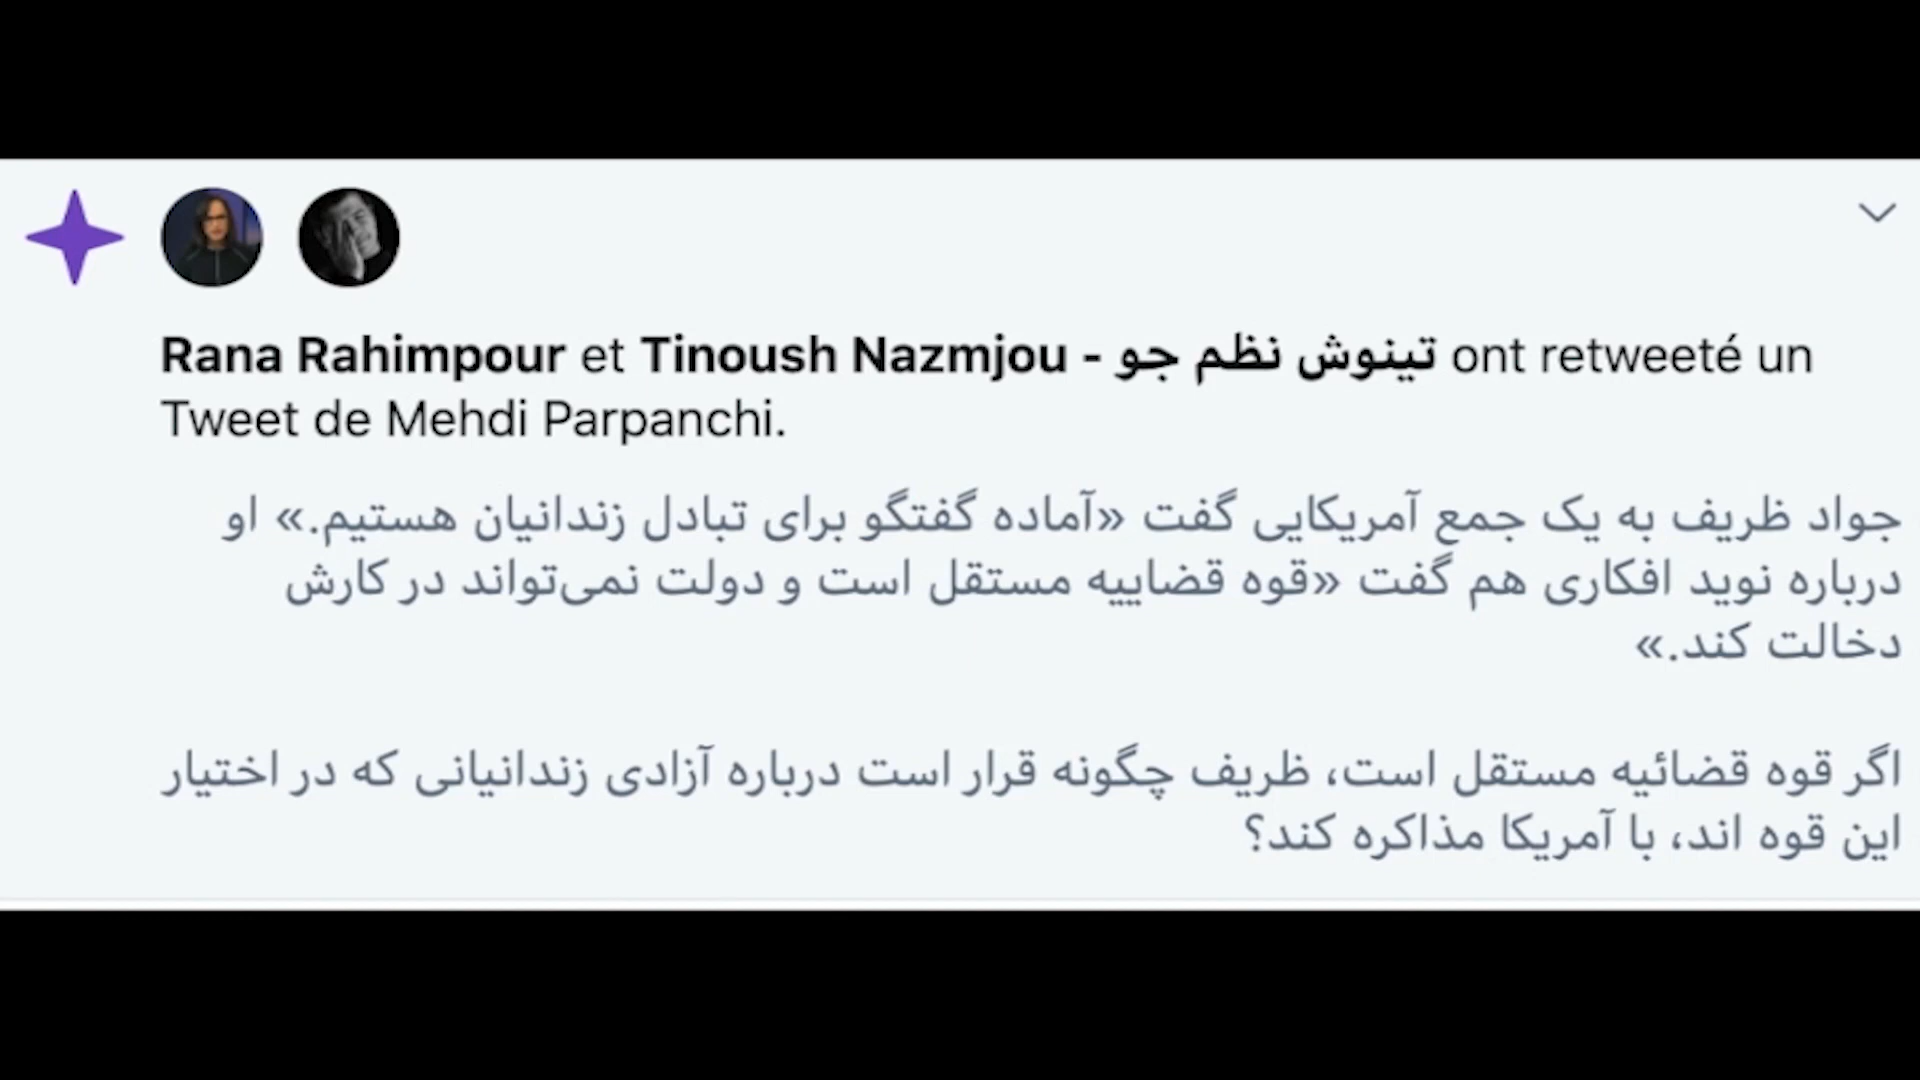 Rana Rahimpour et Tinoush Nazmjou - تینوش نظم جو ont retweeté un
Tweet de Mehdi Parpanchi.
جواد ظریف به یک جمع آمریکایی گفت «آماده گفتگو برای تبادل زندانیان هستیم.» او
درباره نوید افکاری هم گفت «قوه قضاییه مستقل است و دولت نمی‌تواند در کارش
دخالت کند.»
اگر قوه قضائیه مستقل است، ظریف چگونه قرار است درباره آزادی زندانیانی که در اختیار
این قوه اند، با آمریکا مذاکره کند؟